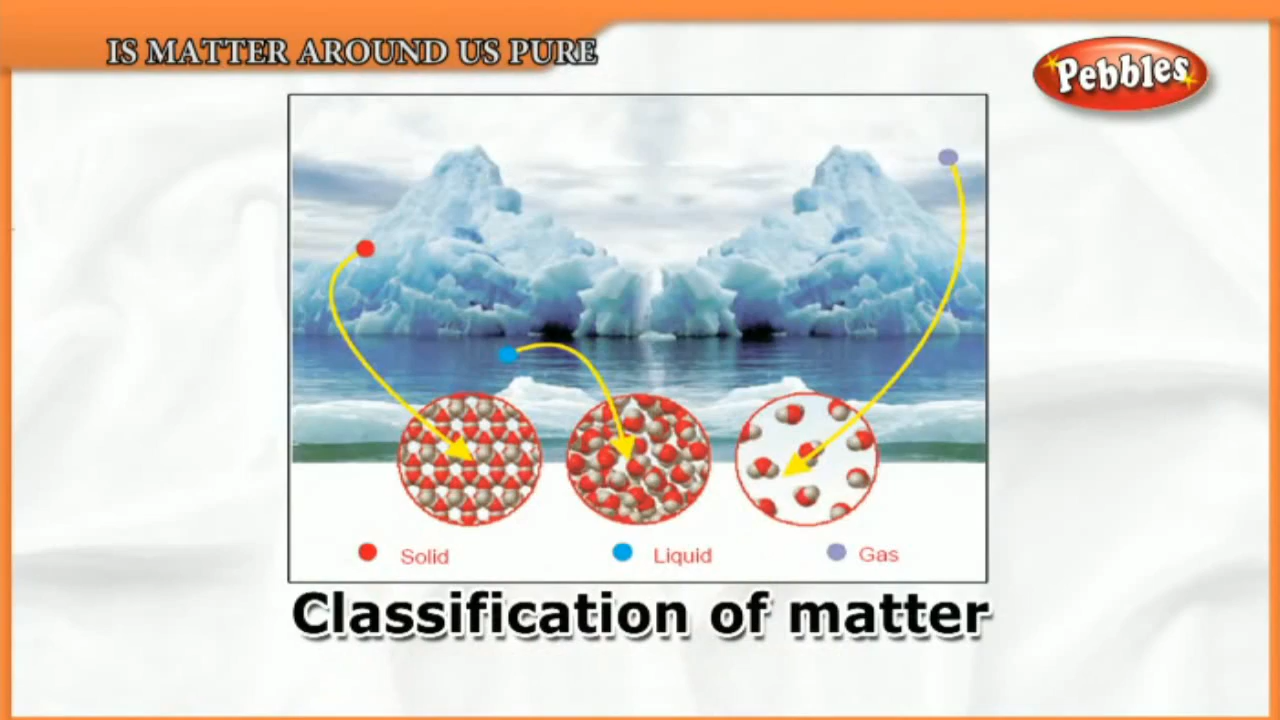 IS MATTER AROUND US PURE
Pebbles
Solid
Liquid
Gas
Classification of matter